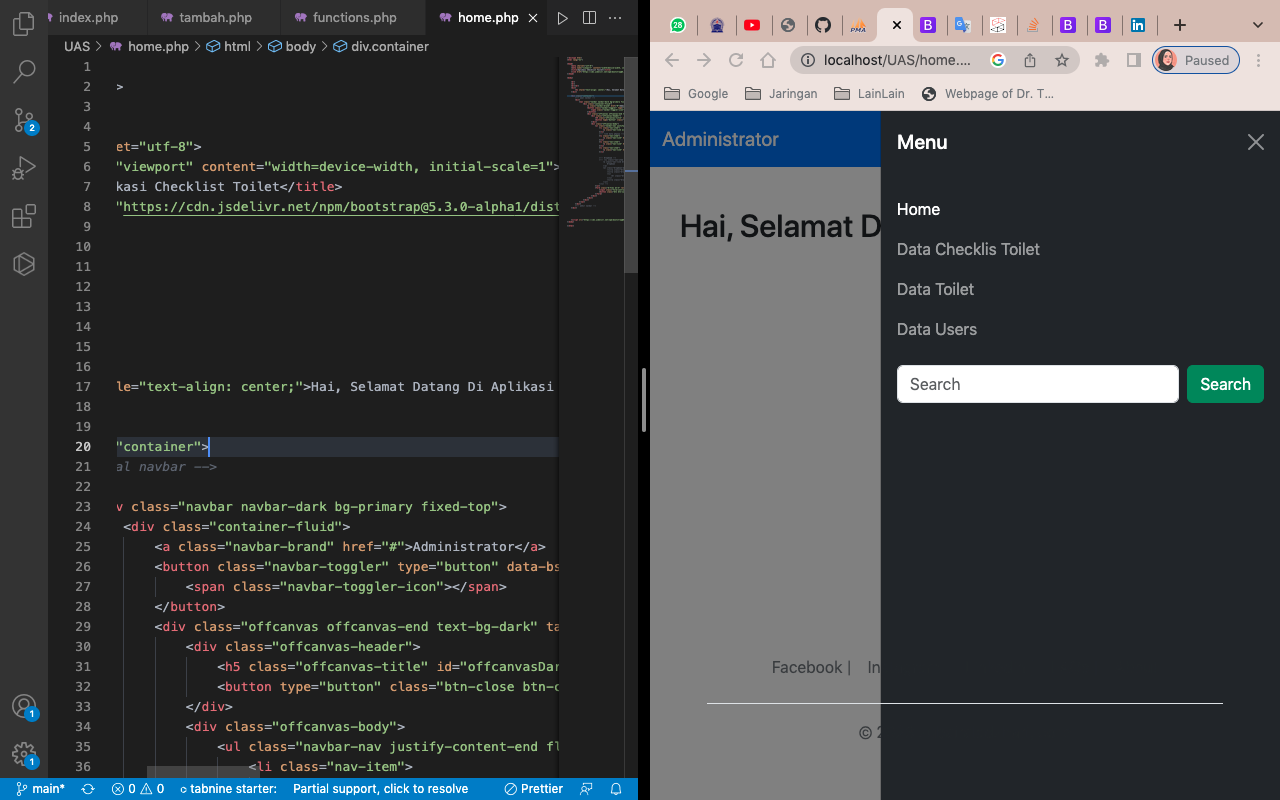 index.php
tambah.php
functions.php
home.php
UAS > home.php > html > body > div.container
1
2 >
3
4
5 et="utf-8">
6 "viewport" content="width=device-width, initial-scale=1">
7 kasi Checklist Toilet</title>
8 "https://cdn.jsdelivr.net/npm/bootstrap@5.3.0-alpha1/dist
9
10
11
12
13
14
15
16
17 le="text-align: center;">Hai, Selamat Datang Di Aplikasi
18
19
20 "container">
21 al navbar -->
22
23 v class="navbar navbar-dark bg-primary fixed-top">
24 <div class="container-fluid">
25 <a class="navbar-brand" href="#">Administrator</a>
26 <button class="navbar-toggler" type="button" data-bs
27 <span class="navbar-toggler-icon"></span>
28 </button>
29 <div class="offcanvas offcanvas-end text-bg-dark" ta
30 <div class="offcanvas-header">
31 <h5 class="offcanvas-title" id="offcanvasDar
32 <button type="button" class="btn-close btn-c
33 </div>
34 <div class="offcanvas-body">
35 <ul class="navbar-nav justify-content-end fl
36 <li class="nav-item">
2
1
1
main*
0 0
tabnine starter:
Partial support, click to resolve
Prettier
28
PMA
B
B
B
in
localhost/UAS/home....
G
Paused
Google
Jaringan
LainLain
Webpage of Dr. T...
Administrator
Hai, Selamat D
Facebook | In
© 2
Menu
Home
Data Checklis Toilet
Data Toilet
Data Users
Search
Search